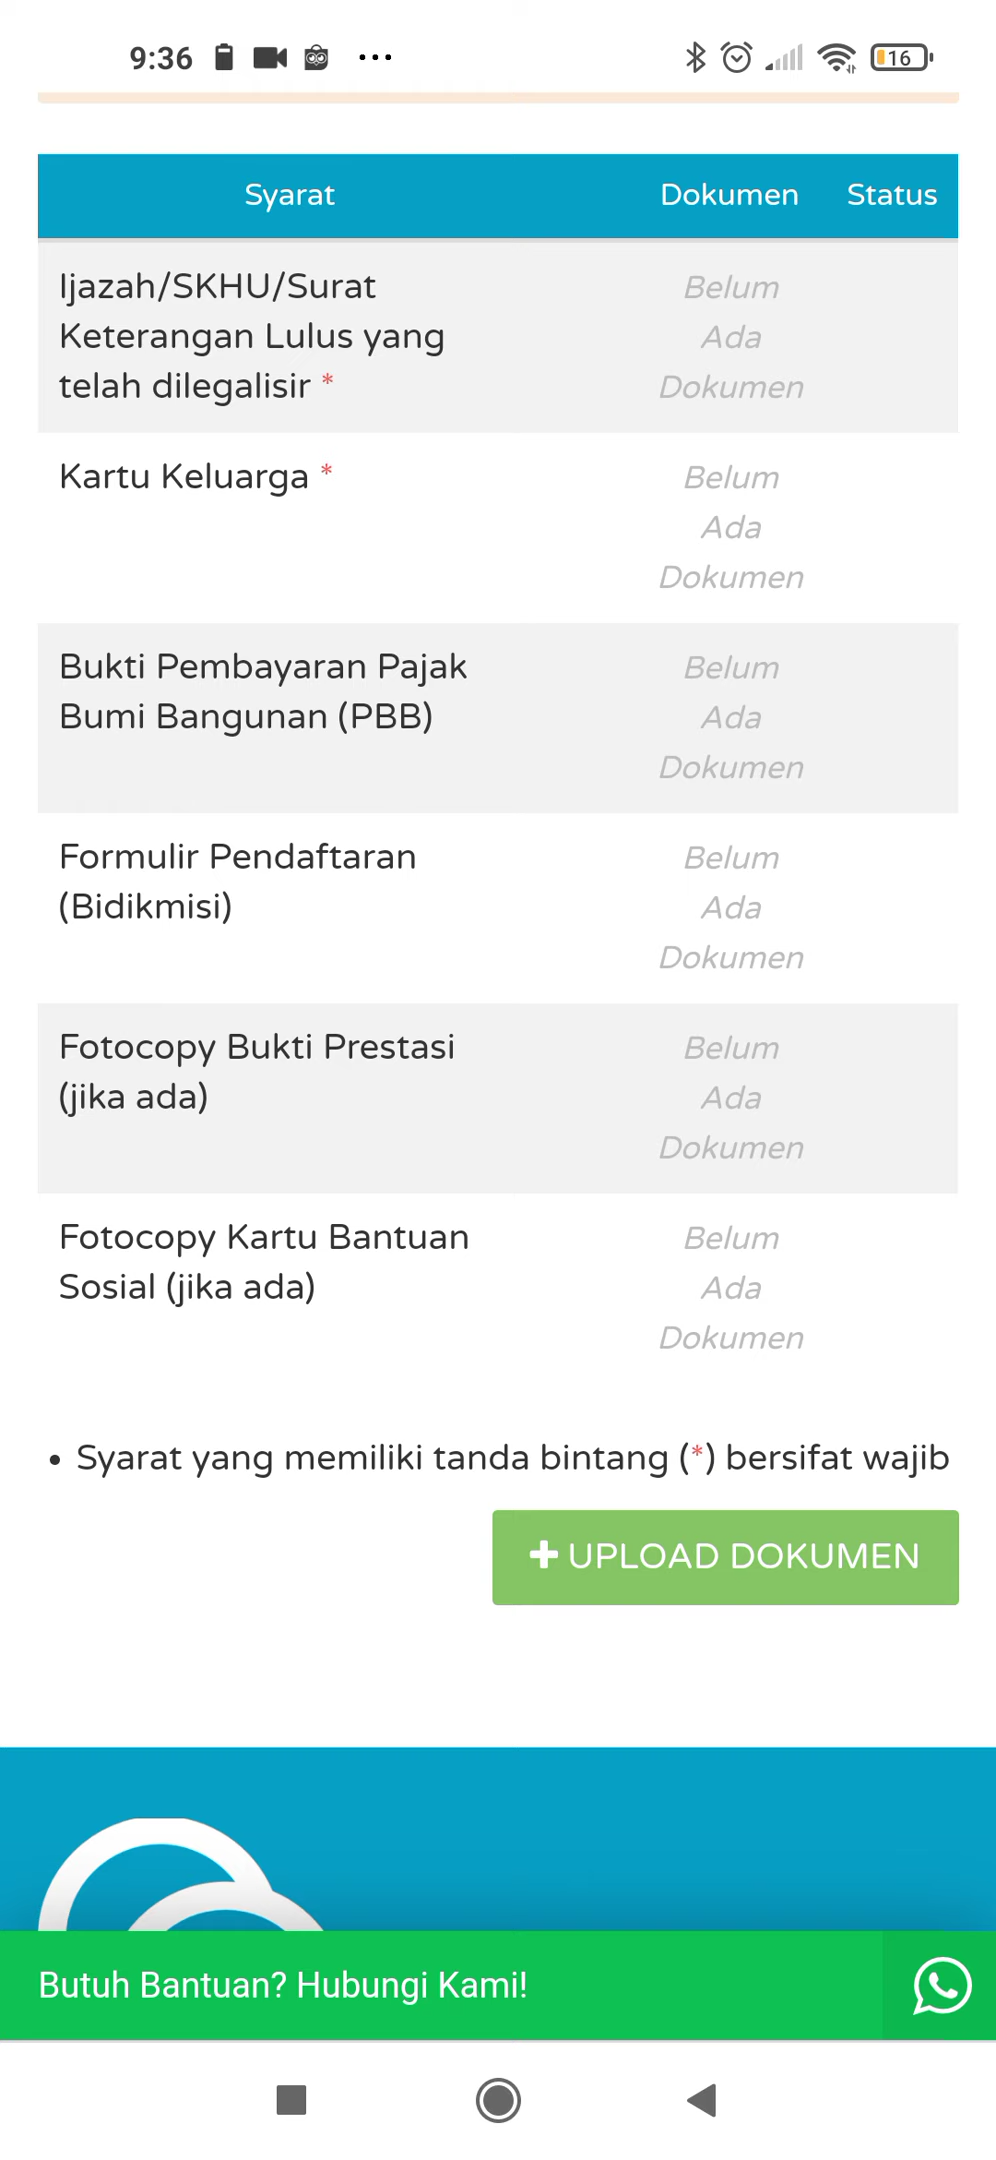 9:36
16
Syarat Dokumen Status
Ijazah/SKHU/Surat
Keterangan Lulus yang
telah dilegalisir *
Belum
Ada
Dokumen
Kartu Keluarga *
Belum
Ada
Dokumen
Bukti Pembayaran Pajak
Bumi Bangunan (PBB)
Belum
Ada
Dokumen
Formulir Pendaftaran
(Bidikmisi)
Belum
Ada
Dokumen
Fotocopy Bukti Prestasi
(jika ada)
Belum
Ada
Dokumen
Fotocopy Kartu Bantuan
Sosial (jika ada)
Belum
Ada
Dokumen
• Syarat yang memiliki tanda bintang (*) bersifat wajib
+ UPLOAD DOKUMEN
Butuh Bantuan? Hubungi Kami!